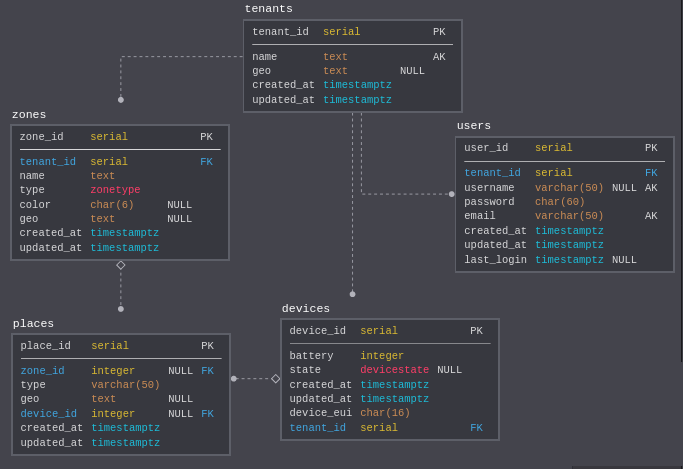 tenants
tenant_id serial PK
name text AK
geo text NULL
created_at timestamptz
updated_at timestamptz
zones
zone_id serial PK
tenant_id serial FK
name text
type zonetype
color char(6) NULL
geo text NULL
created_at timestamptz
updated_at timestamptz
users
user_id serial PK
tenant_id serial FK
username varchar(50) NULL AK
password char(60)
email varchar(50) AK
created_at timestamptz
updated_at timestamptz
last_login timestamptz NULL
places
place_id serial PK
zone_id integer NULL FK
type varchar(50)
geo text NULL
device_id integer NULL FK
created_at timestamptz
updated_at timestamptz
devices
device_id serial PK
battery integer
state devicestate NULL
created_at timestamptz
updated_at timestamptz
device_eui char(16)
tenant_id serial FK